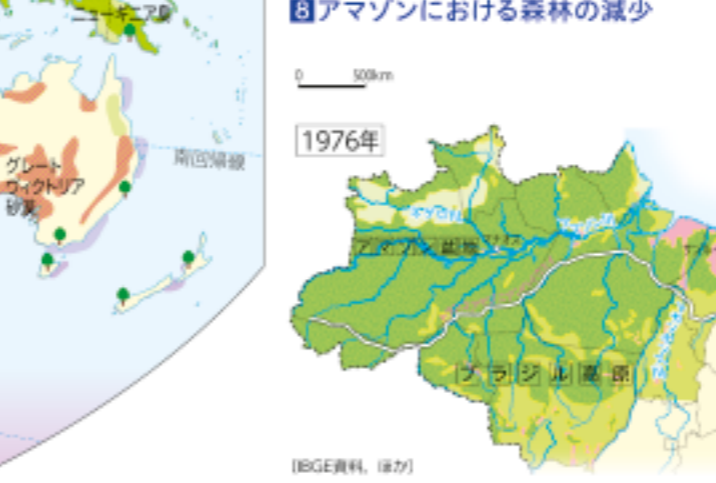 ニューギニア島
グレート
ヴィクトリア
砂漠
南回帰線
8 アマゾンにおける森林の減少
0 500km
1976年
アマゾン盆地
ブラジル高原
(IBGE資料, ほか)